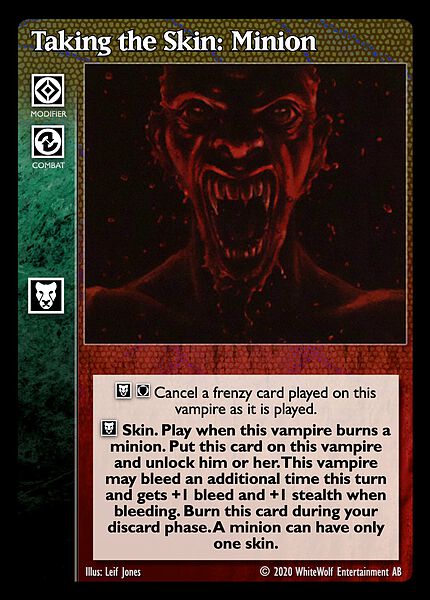 Taking the Skin: Minion
MODIFIER
COMBAT
Cancel a frenzy card played on this
vampire as it is played.
Skin. Play when this vampire burns a
minion. Put this card on this vampire
and unlock him or her. This vampire
may bleed an additional time this turn
and gets +1 bleed and +1 stealth when
bleeding. Burn this card during your
discard phase. A minion can have only
one skin.
Illus: Leif Jones © 2020 WhiteWolf Entertainment AB